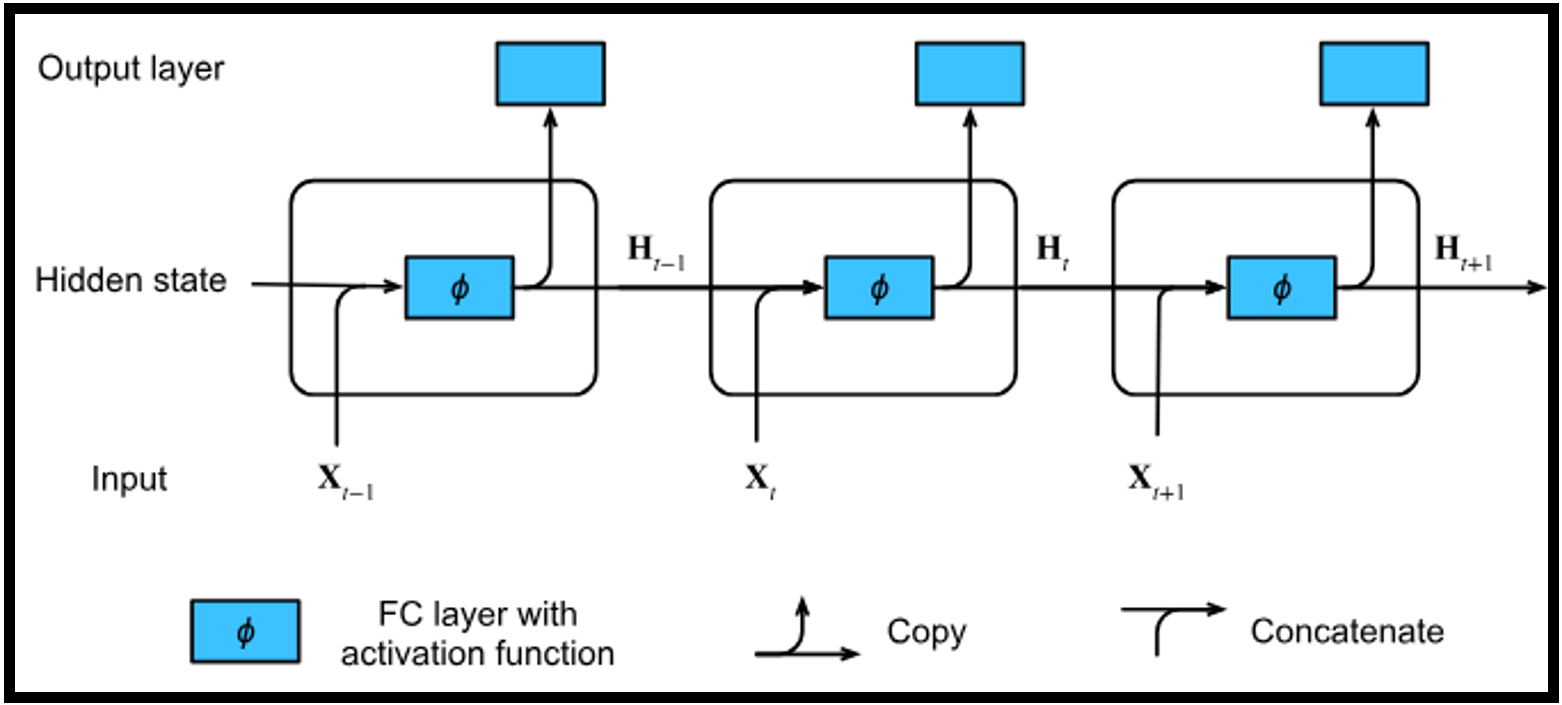 Output layer
Hidden state
ϕ
H_{t−1}
ϕ
H_t
ϕ
H_{t+1}
Input
X_{t−1}
X_t
X_{t+1}
ϕ
FC layer with
activation function
Copy
Concatenate